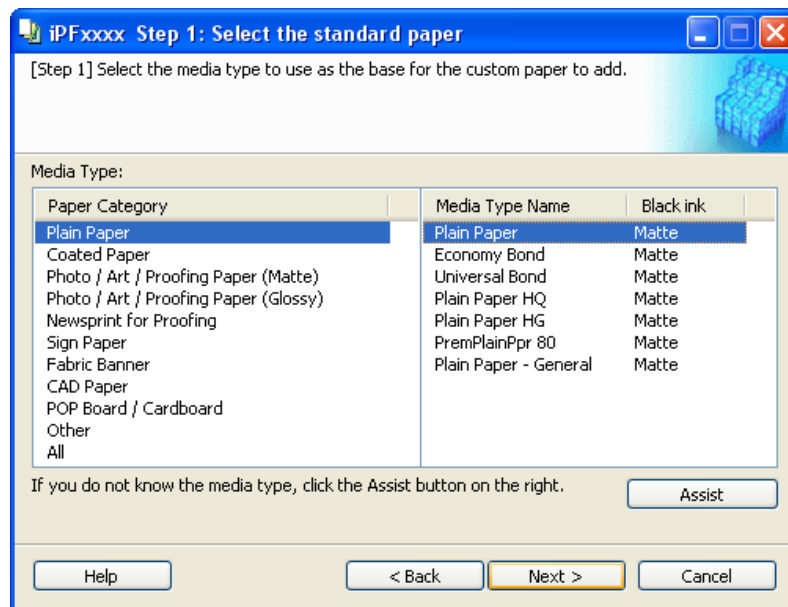 iPFxxxx Step 1: Select the standard paper
[Step 1] Select the media type to use as the base for the custom paper to add.
Media Type:
Paper Category
Plain Paper
Coated Paper
Photo / Art / Proofing Paper (Matte)
Photo / Art / Proofing Paper (Glossy)
Newsprint for Proofing
Sign Paper
Fabric Banner
CAD Paper
POP Board / Cardboard
Other
All
Media Type Name Black ink
Plain Paper Matte
Economy Bond Matte
Universal Bond Matte
Plain Paper HQ Matte
Plain Paper HG Matte
PremPlainPpr 80 Matte
Plain Paper - General Matte
If you do not know the media type, click the Assist button on the right.
Assist
Help < Back Next > Cancel